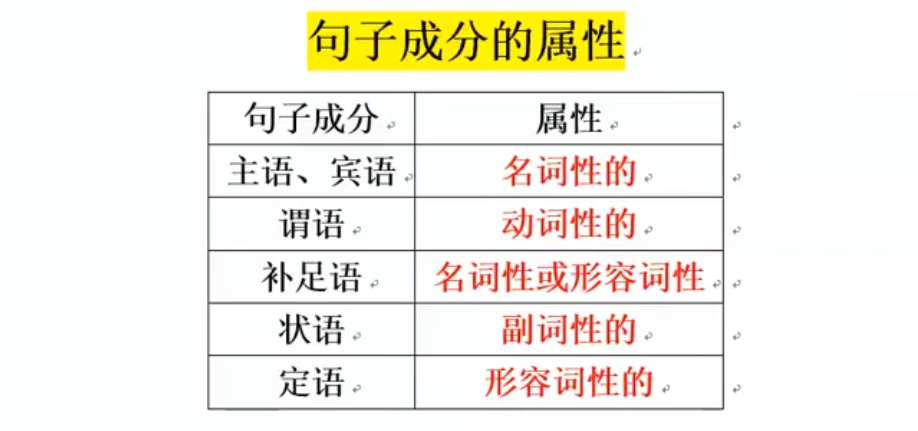 句子成分的属性
句子成分 属性
主语、宾语 名词性的
谓语 动词性的
补足语 名词性或形容词性
状语 副词性的
定语 形容词性的